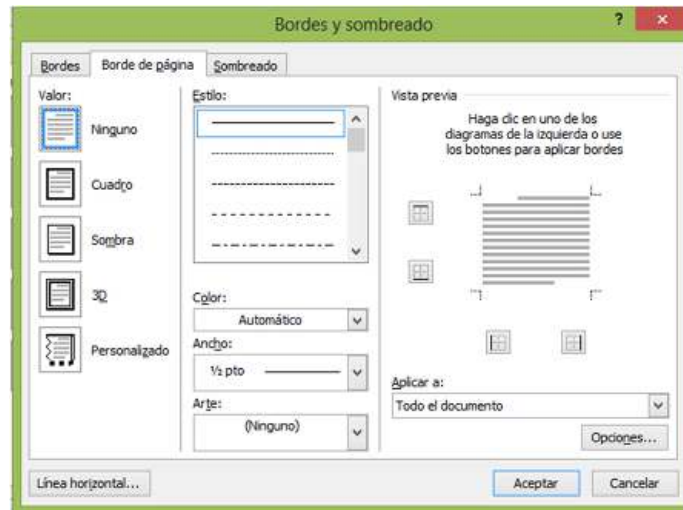 Bordes y sombreado
?
×
Bordes
Borde de página
Sombreado
Valor:
Ninguno
Cuadro
Sombra
3D
Personalizado
Estilo:
Color:
Automático
Ancho:
½ pto
Arte:
(Ninguno)
Vista previa
Haga clic en uno de los
diagramas de la izquierda o use
los botones para aplicar bordes
Aplicar a:
Todo el documento
Opciones...
Línea horizontal...
Aceptar
Cancelar